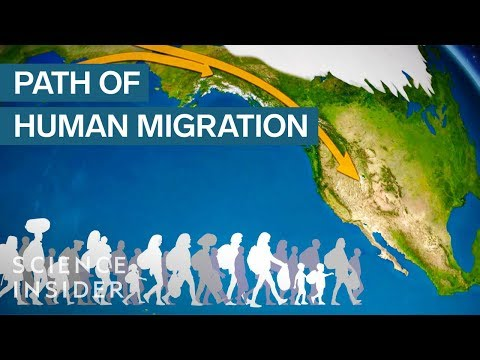 PATH OF
HUMAN MIGRATION
SCIENCE
INSIDER